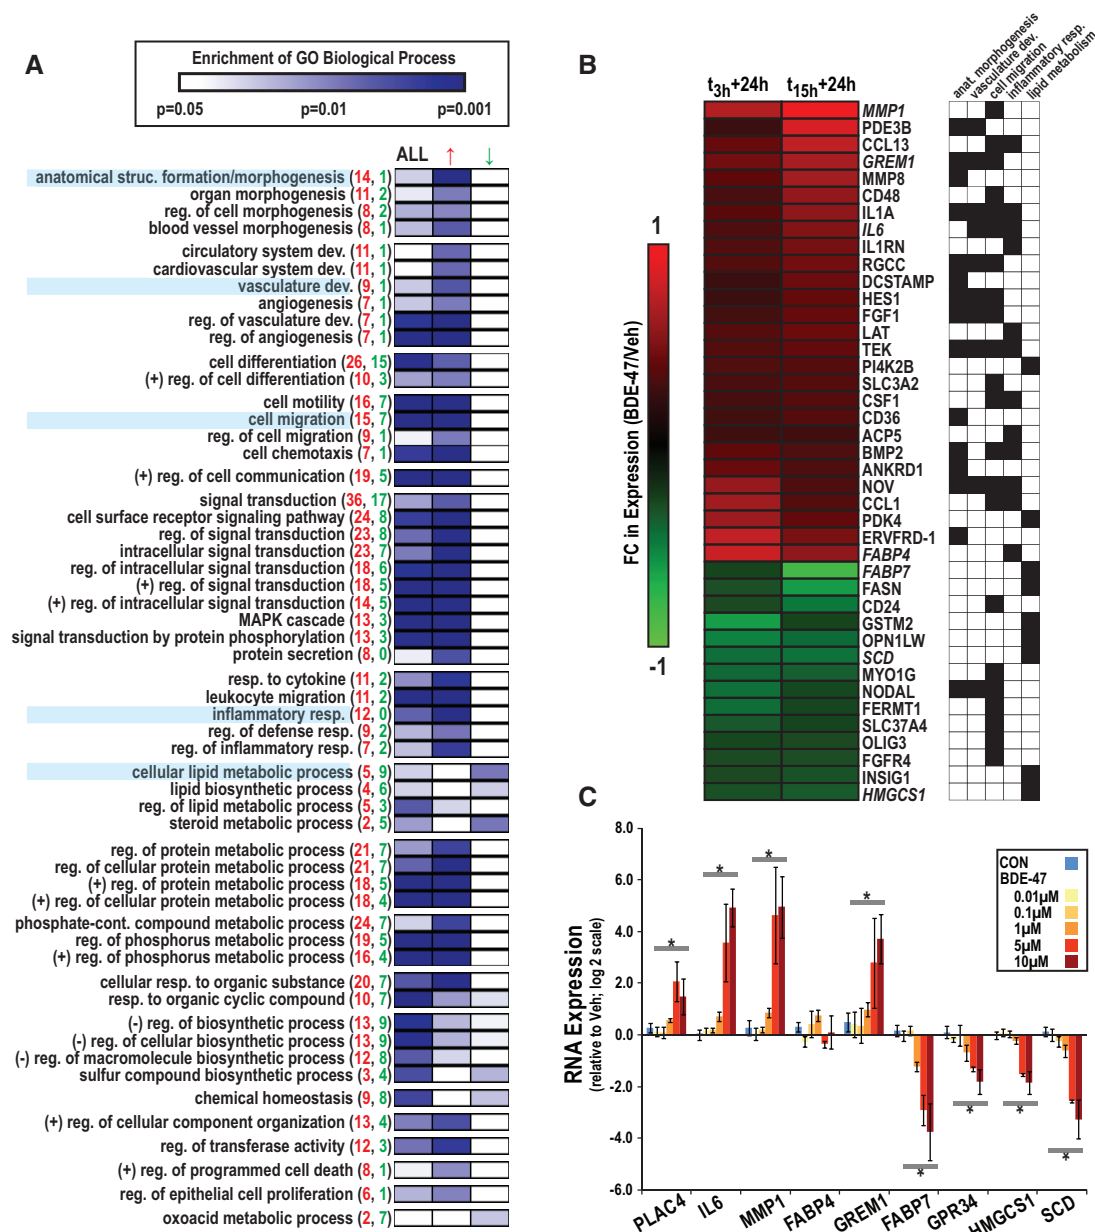 A
Enrichment of GO Biological Process
p=0.05 p=0.01 p=0.001
ALL ↑ ↓
anatomical struc. formation/morphogenesis (14, 1)
organ morphogenesis (11, 2)
reg. of cell morphogenesis (8, 2)
blood vessel morphogenesis (8, 1)
circulatory system dev. (11, 1)
cardiovascular system dev. (11, 1)
vasculature dev. (9, 1)
angiogenesis (7, 1)
reg. of vasculature dev. (7, 1)
reg. of angiogenesis (7, 1)
cell differentiation (26, 15)
(+) reg. of cell differentiation (10, 3)
cell motility (16, 7)
cell migration (15, 7)
reg. of cell migration (9, 1)
cell chemotaxis (7, 1)
(+) reg. of cell communication (19, 5)
signal transduction (36, 17)
cell surface receptor signaling pathway (24, 8)
reg. of signal transduction (23, 8)
intracellular signal transduction (23, 7)
reg. of intracellular signal transduction (18, 6)
(+) reg. of signal transduction (18, 5)
(+) reg. of intracellular signal transduction (14, 5)
MAPK cascade (13, 3)
signal transduction by protein phosphorylation (13, 3)
protein secretion (8, 0)
resp. to cytokine (11, 2)
leukocyte migration (11, 2)
inflammatory resp. (12, 0)
reg. of defense resp. (9, 2)
reg. of inflammatory resp. (7, 2)
cellular lipid metabolic process (5, 9)
lipid biosynthetic process (4, 6)
reg. of lipid metabolic process (5, 3)
steroid metabolic process (2, 5)
reg. of protein metabolic process (21, 7)
reg. of cellular protein metabolic process (21, 7)
(+) reg. of protein metabolic process (18, 5)
(+) reg. of cellular protein metabolic process (18, 4)
phosphate-cont. compound metabolic process (24, 7)
reg. of phosphorus metabolic process (19, 5)
(+) reg. of phosphorus metabolic process (16, 4)
cellular resp. to organic substance (20, 7)
resp. to organic cyclic compound (10, 7)
(-) reg. of biosynthetic process (13, 9)
(-) reg. of cellular biosynthetic process (13, 9)
(-) reg. of macromolecule biosynthetic process (12, 8)
sulfur compound biosynthetic process (3, 4)
chemical homeostasis (9, 8)
(+) reg. of cellular component organization (13, 4)
reg. of transferase activity (12, 3)
(+) reg. of programmed cell death (8, 1)
reg. of epithelial cell proliferation (6, 1)
oxoacid metabolic process (2, 7)
B
t3h+24h t15h+24h
anat. morphogenesis
vasculature dev.
cell migration
inflammatory resp.
lipid metabolism
1
FC in Expression (BDE-47/Veh)
-1
MMP1
PDE3B
CCL13
GREM1
MMP8
CD48
IL1A
IL6
IL1RN
RGCC
DCSTAMP
HES1
FGF1
LAT
TEK
PI4K2B
SLC3A2
CSF1
CD36
ACP5
BMP2
ANKRD1
NOV
CCL1
PDK4
ERVFRD-1
FABP4
FABP7
FASN
CD24
GSTM2
OPN1LW
SCD
MYO1G
NODAL
FERMT1
SLC37A4
OLIG3
FGFR4
INSIG1
HMGCS1
C
RNA Expression
(relative to Veh; log 2 scale)
8.0
6.0
4.0
2.0
0.0
-2.0
-4.0
-6.0
* * * * * * * *
CON
BDE-47
0.01µM
0.1µM
1µM
5µM
10µM
PLAC4 IL6 MMP1 FABP4 GREM1 FABP7 GPR34 HMGCS1 SCD